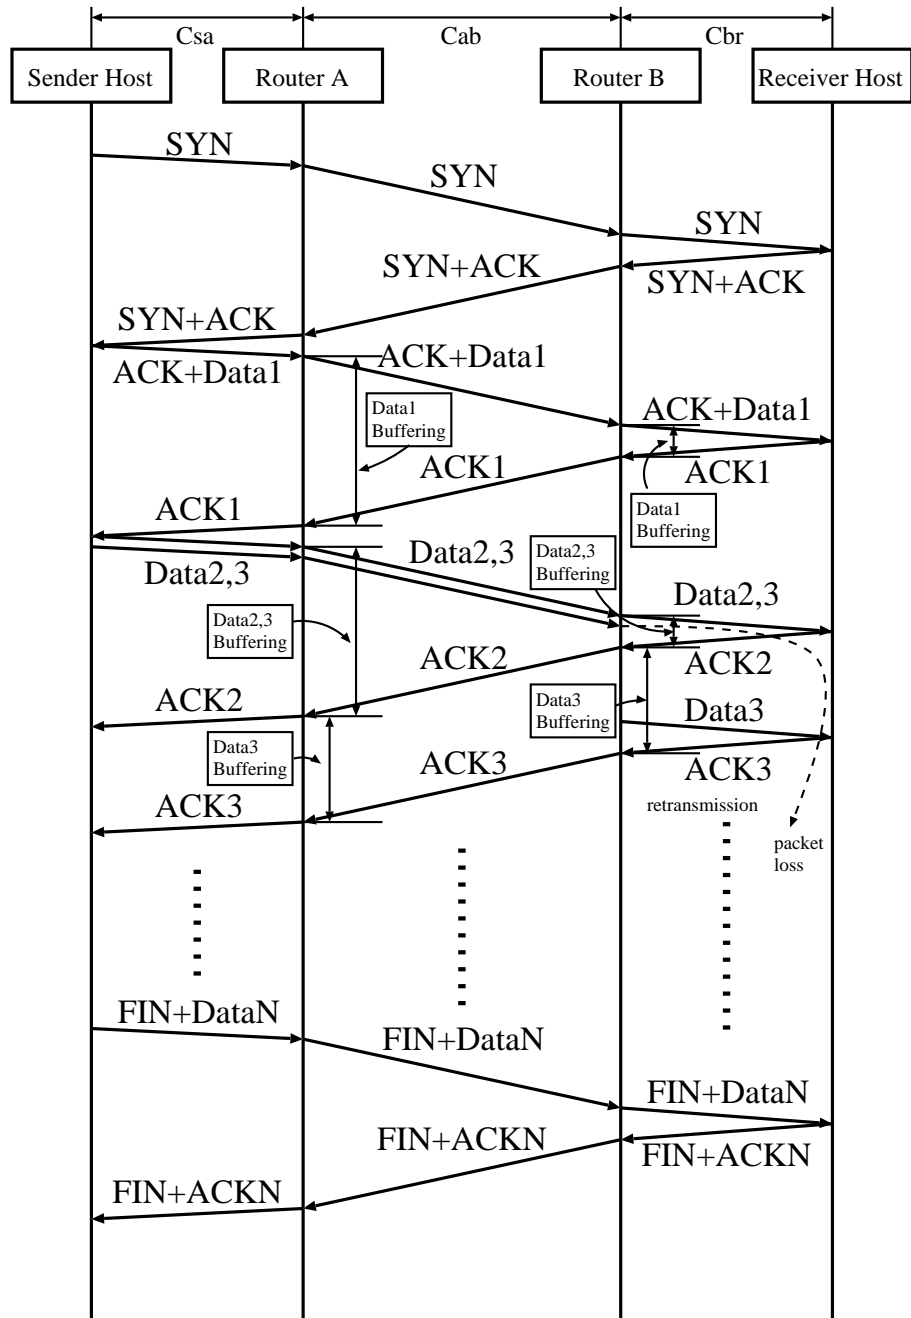 Csa Cab Cbr
Sender Host Router A Router B Receiver Host
SYN
SYN
SYN
SYN+ACK
SYN+ACK
SYN+ACK
ACK+Data1
ACK+Data1
ACK+Data1
Data1
Buffering
ACK1
ACK1
Data1
Buffering
ACK1
Data2,3
Data2,3
Buffering
Data2,3
Data2,3
Data2,3
Buffering
ACK2
ACK2
ACK2
Data3
Buffering
Data3
Data3
Buffering
ACK3
ACK3
ACK3
retransmission
packet
loss
FIN+DataN
FIN+DataN
FIN+DataN
FIN+ACKN
FIN+ACKN
FIN+ACKN